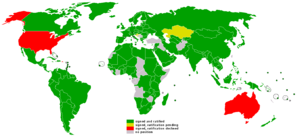 signed and ratified
signed, ratification pending
signed, ratification declined
no position